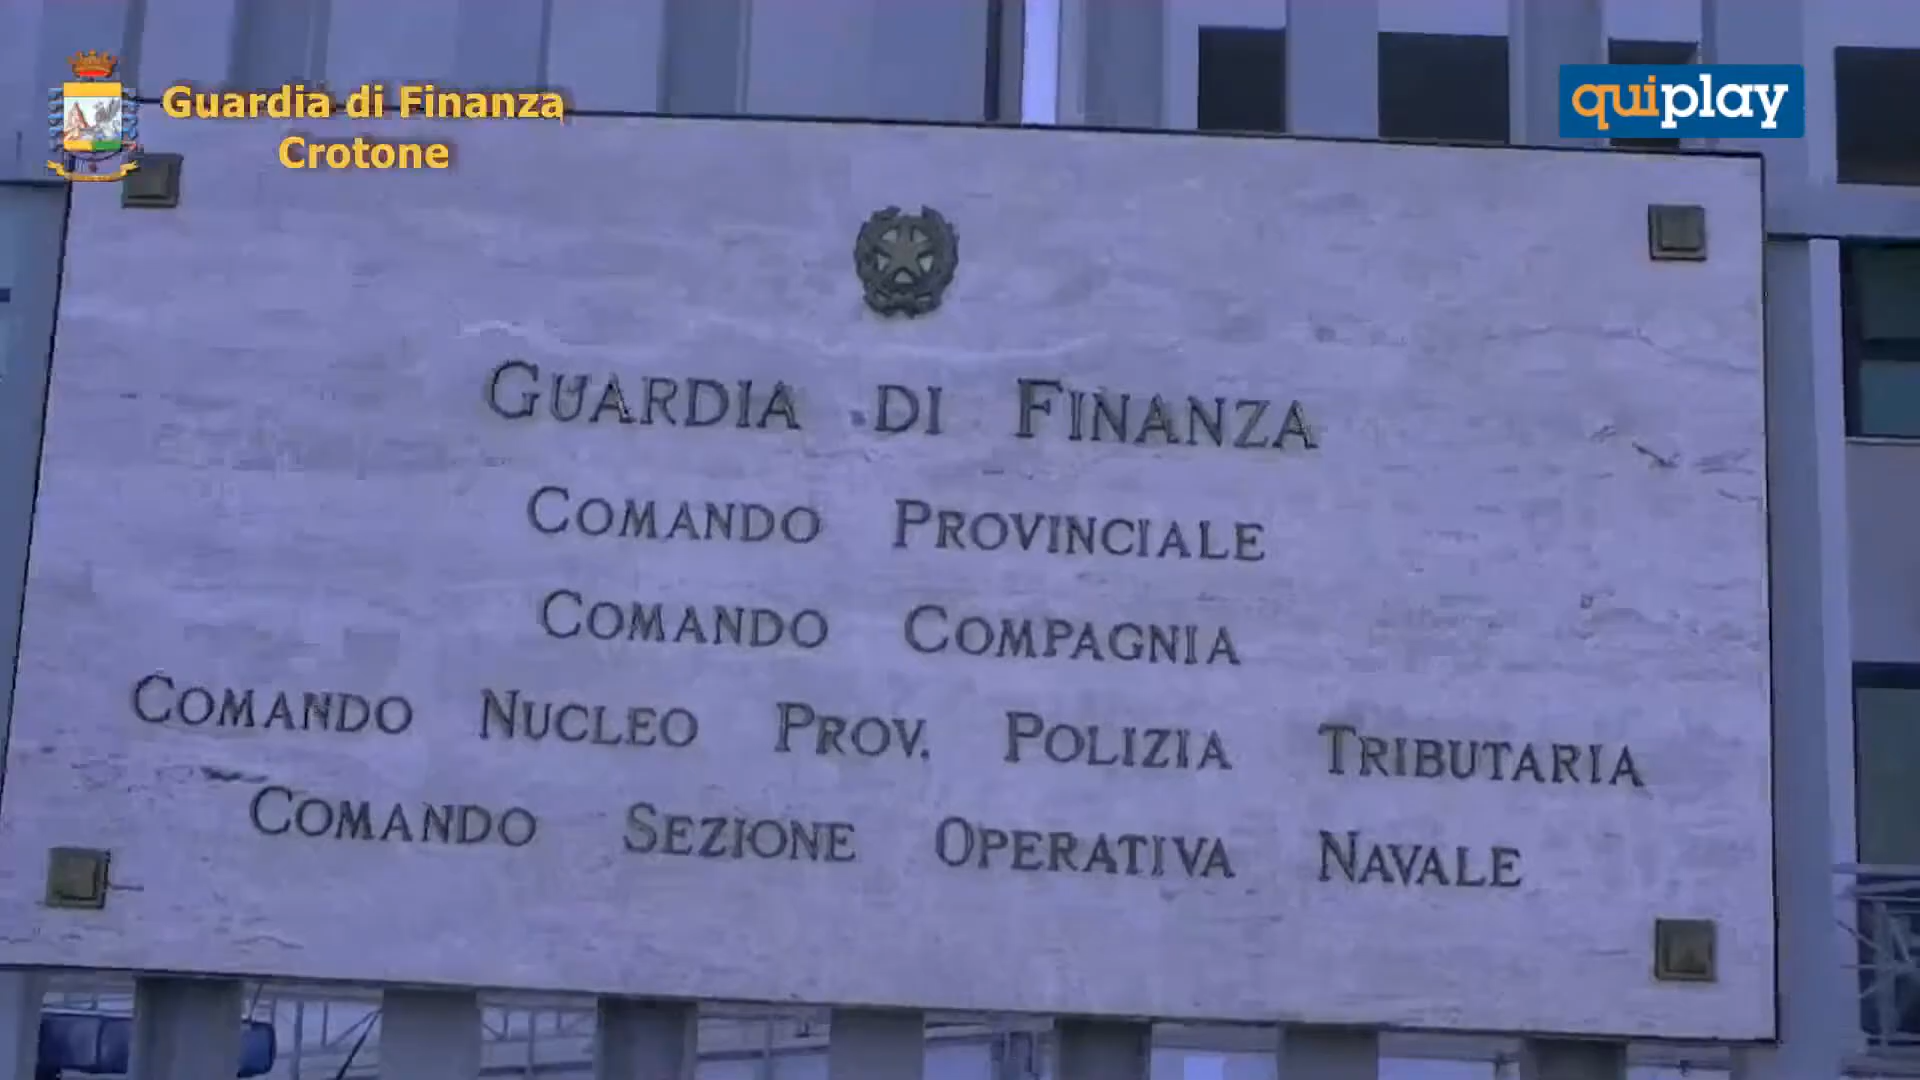 Guardia di Finanza
Crotone
quiplay
GUARDIA DI FINANZA
COMANDO PROVINCIALE
COMANDO COMPAGNIA
COMANDO NUCLEO PROV. POLIZIA TRIBUTARIA
COMANDO SEZIONE OPERATIVA NAVALE